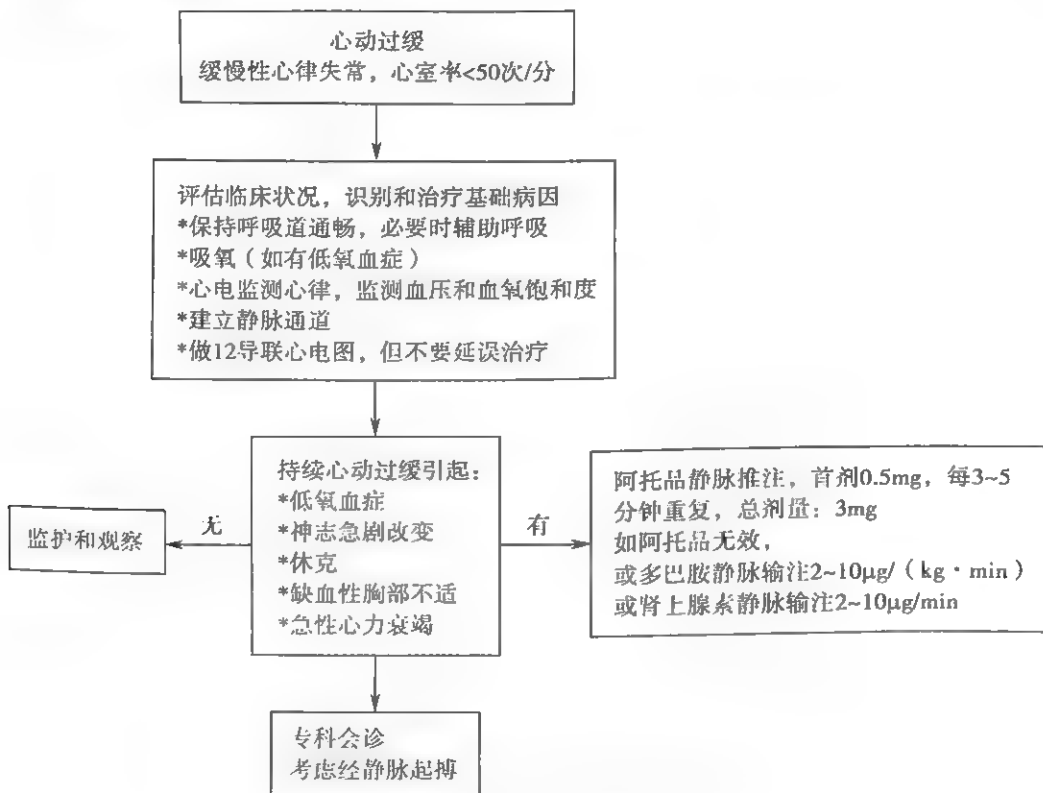 心动过缓
缓慢性心律失常，心室率<50次/分
评估临床状况，识别和治疗基础病因
*保持呼吸道通畅，必要时辅助呼吸
*吸氧（如有低氧血症）
*心电监测心律，监测血压和血氧饱和度
*建立静脉通道
*做12导联心电图，但不要延误治疗
持续心动过缓引起：
*低氧血症
*神志急剧改变
*休克
*缺血性胸部不适
*急性心力衰竭
无
监护和观察
有
阿托品静脉推注，首剂0.5mg，每3~5
分钟重复，总剂量：3mg
如阿托品无效，
或多巴胺静脉输注2~10μg/（kg·min）
或肾上腺素静脉输注2~10μg/min
专科会诊
考虑经静脉起搏